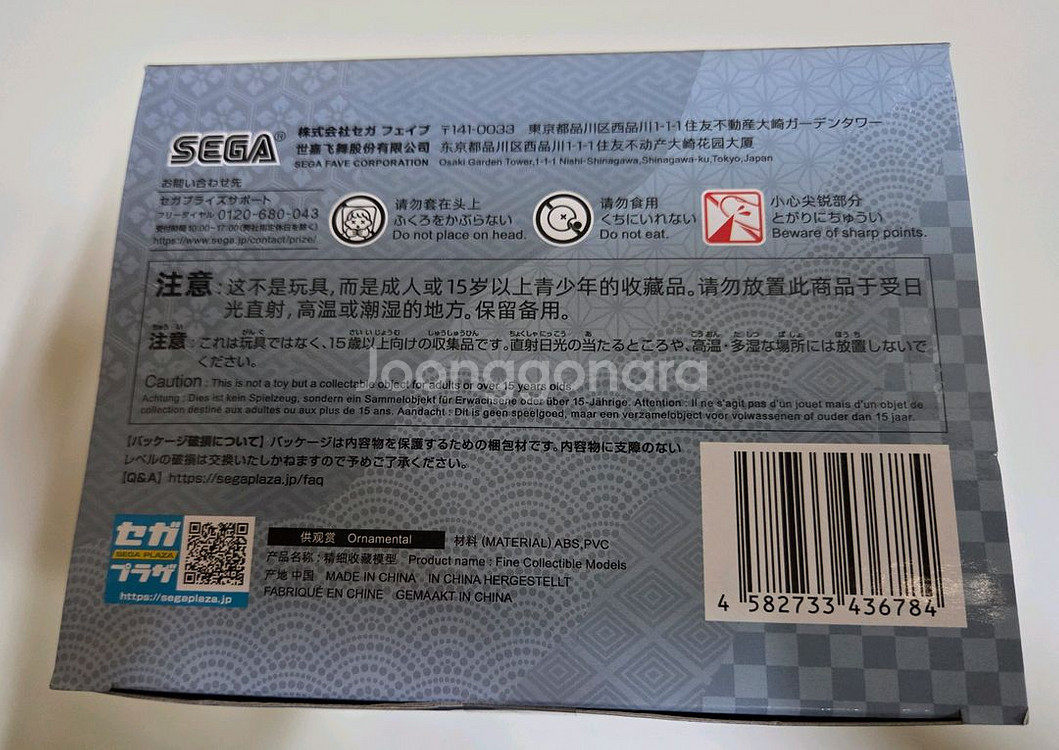 SEGA®
株式会社セガ フェイブ 〒141-0033 東京都品川区西品川1-1-1住友不動産大崎ガーデンタワー
世嘉飞舞股份有限公司 东京都品川区西品川1-1-1住友不动产大崎花园大厦
SEGA FAVE CORPORATION Osaki Garden Tower,1-1-1 Nishi-Shinagawa,Shinagawa-ku,Tokyo,Japan
お問い合わせ先
セガプライズサポート
フリーダイヤル 0120-680-043
受付時間 10:00~17:00(弊社指定休日を除く)
https://www.sega.jp/contact/prize/
请勿套在头上
ふくろをかぶらない
Do not place on head.
请勿食用
くちにいれない
Do not eat.
小心尖锐部分
とがりにちゅうい
Beware of sharp points.
注意:这不是玩具,而是成人或15岁以上青少年的收藏品。请勿放置此商品于受日
光直射,高温或潮湿的地方。保留备用。
注意:これは玩具ではなく、15歳以上向けの収集品です。直射日光の当たるところや、高温・多湿な場所には放置しないで
ください。
Caution : This is not a toy but a collectable object for adults or over 15 years olds.
Achtung : Dies ist kein Spielzeug, sondern ein Sammelobjekt für Erwachsene oder über 15-Jährige. Attention : Il ne s'agit pas d'un jouet mais d'un objet de
collection destiné aux adultes ou aux plus de 15 ans. Aandacht : Dit is geen speelgoed, maar een verzamelobject voor volwassenen of ouder dan 15 jaar.
joonggonara
【パッケージ破損について】パッケージは内容物を保護するための梱包材です。内容物に支障のない
レベルの破損は交換いたしかねますので予めご了承ください。
【Q&A】https://segaplaza.jp/faq
セガ
SEGA PLAZA
プラザ
https://segaplaza.jp
供观赏 Ornamental 材料 (MATERIAL) ABS,PVC
产品名称:精细收藏模型 Product name : Fine Collectible Models
产地 中国 MADE IN CHINA IN CHINA HERGESTELLT
FABRIQUÉ EN CHINE GEMAAKT IN CHINA
4 582733 436784